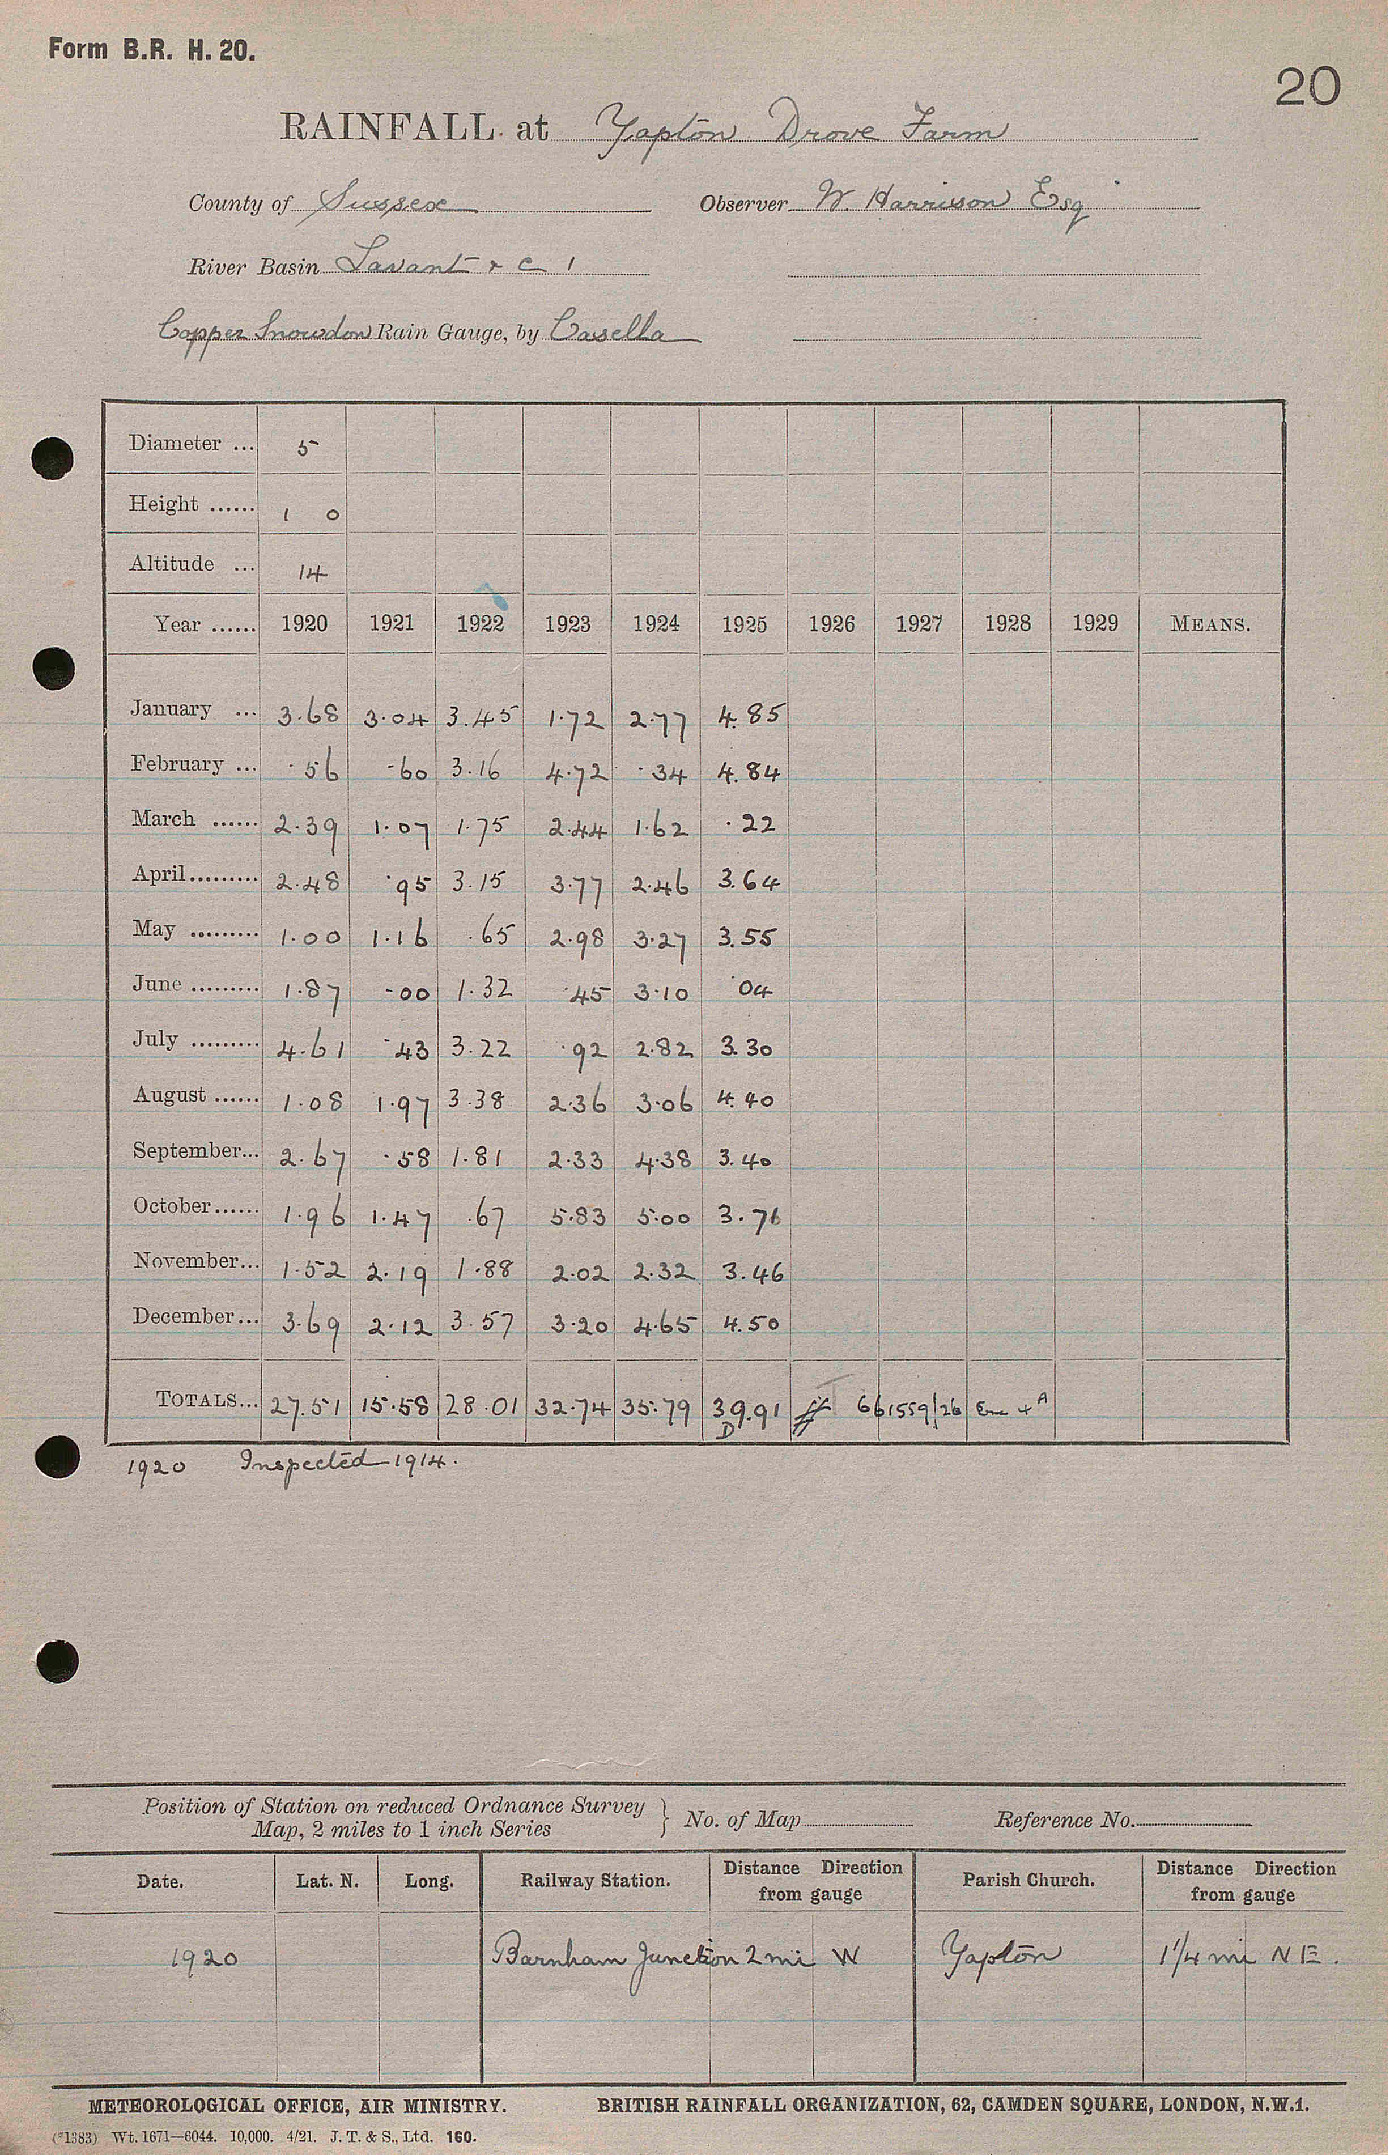 Form B.R. H. 20.
20
RAINFALL at Yapton Drove Farm
County of Sussex Observer W. Harrison Esq
River Basin Lavant & c 1
Copper Snowdon Rain Gauge, by Casella
Diameter ... 5
Height ...... 1 0
Altitude ... 14
Year ...... 1920 1921 1922 1923 1924 1925 1926 1927 1928 1929 MEANS.
January ... 3.68 3.04 3.45 1.72 2.77 4.85
February ... .56 .60 3.16 4.72 .34 4.84
March ...... 2.39 1.07 1.75 2.44 1.62 .22
April ......... 2.48 .95 3.15 3.77 2.46 3.64
May ......... 1.00 1.16 .65 2.98 3.27 3.55
June ......... 1.87 .00 1.32 .45 3.10 .04
July ......... 4.61 .43 3.22 .92 2.82 3.30
August ...... 1.08 1.97 3.38 2.36 3.06 4.40
September... 2.67 .58 1.81 2.33 4.38 3.40
October...... 1.96 1.47 .67 5.83 5.00 3.76
November... 1.52 2.19 1.88 2.02 2.32 3.46
December... 3.69 2.12 3.57 3.20 4.65 4.50
TOTALS... 27.51 15.58 28.01 32.74 35.79 39.91 661559/26 Enc 4A
D
1920 Inspected 1914.
Position of Station on reduced Ordnance Survey
Map, 2 miles to 1 inch Series } No. of Map Reference No.
Date. Lat. N. Long. Railway Station. Distance Direction from gauge Parish Church. Distance Direction from gauge
1920 Barnham Junction 2 mi W Yapton 1 1/4 mi NE.
METEOROLOGICAL OFFICE, AIR MINISTRY. BRITISH RAINFALL ORGANIZATION, 62, CAMDEN SQUARE, LONDON, N.W.1.
(*1383) Wt. 1671—6044. 10,000. 4/21. J. T. & S., Ltd. 160.